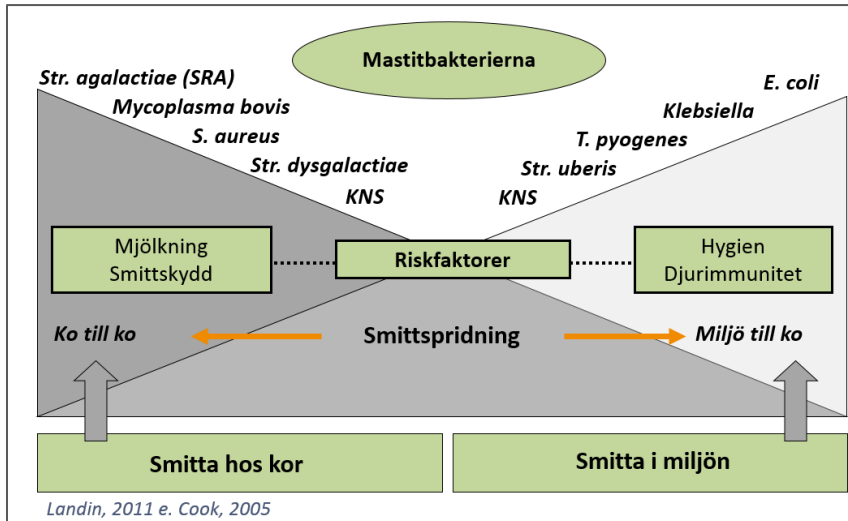 Mastitbakterierna
Str. agalactiae (SRA)
Mycoplasma bovis
S. aureus
Str. dysgalactiae
KNS
E. coli
Klebsiella
T. pyogenes
Str. uberis
KNS
Mjölkning
Smittskydd
Riskfaktorer
Hygien
Djurimmunitet
Ko till ko
Smittspridning
Miljö till ko
Smitta hos kor
Smitta i miljön
Landin, 2011 e. Cook, 2005